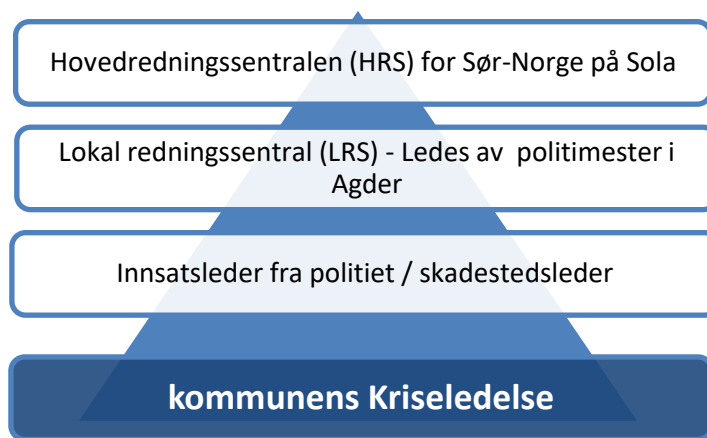 Hovedredningssentralen (HRS) for Sør-Norge på Sola
Lokal redningssentral (LRS) - Ledes av politimester i
Agder
Innsatsleder fra politiet / skadestedsleder
kommunens Kriseledelse